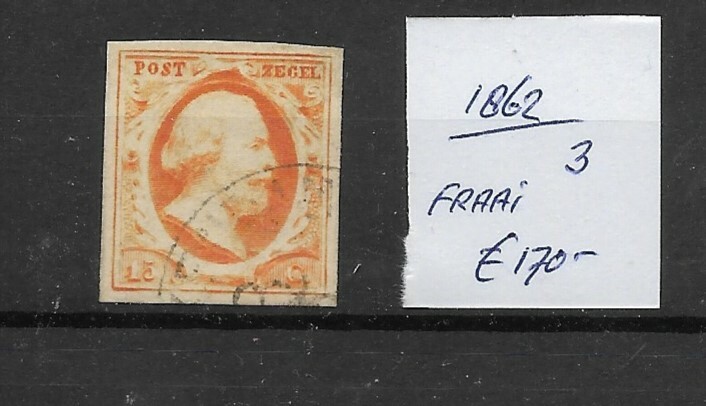 POST ZEGEL
15 C
1862
3
FRAAi
€ 170-